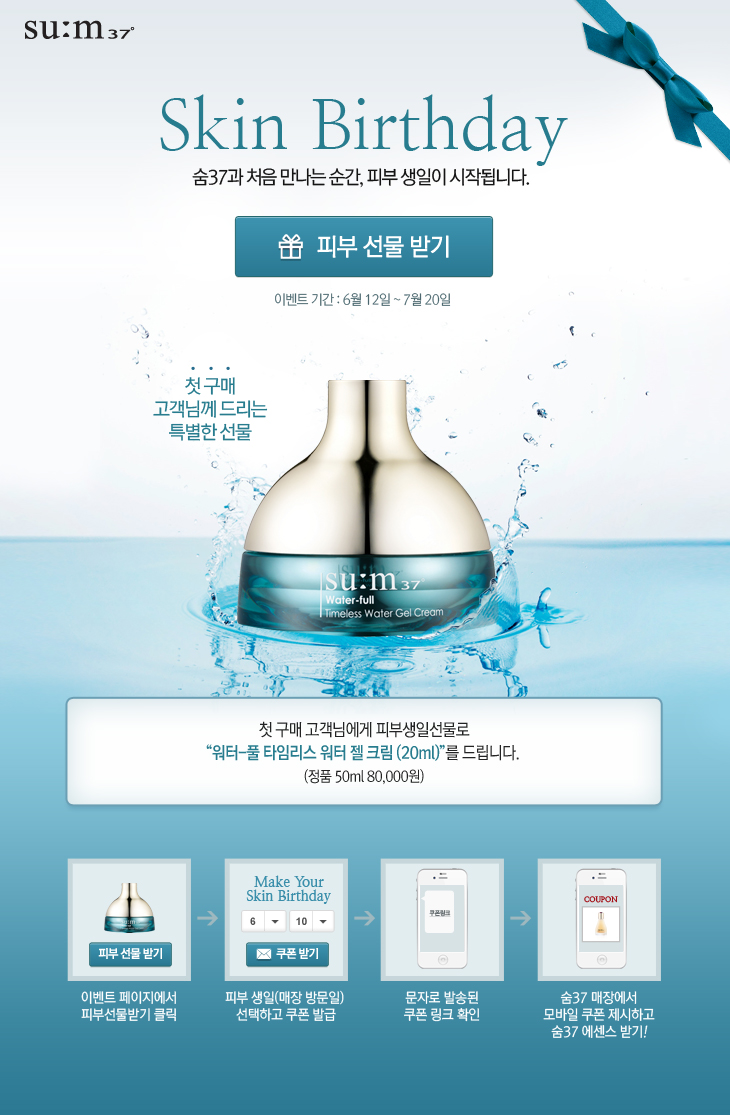 su:m37°
Skin Birthday
숨37과 처음 만나는 순간, 피부 생일이 시작됩니다.
피부 선물 받기
이벤트 기간 : 6월 12일 ~ 7월 20일
첫 구매
고객님께 드리는
특별한 선물
su:m37°
Water-full
Timeless Water Gel Cream
첫 구매 고객님에게 피부생일선물로
“워터-풀 타임리스 워터 젤 크림 (20ml)”를 드립니다.
(정품 50ml 80,000원)
피부 선물 받기
이벤트 페이지에서
피부선물받기 클릭
Make Your
Skin Birthday
6 10
쿠폰 받기
피부 생일(매장 방문일)
선택하고 쿠폰 발급
쿠폰링크
문자로 발송된
쿠폰 링크 확인
COUPON
숨37 매장에서
모바일 쿠폰 제시하고
숨37 에센스 받기!